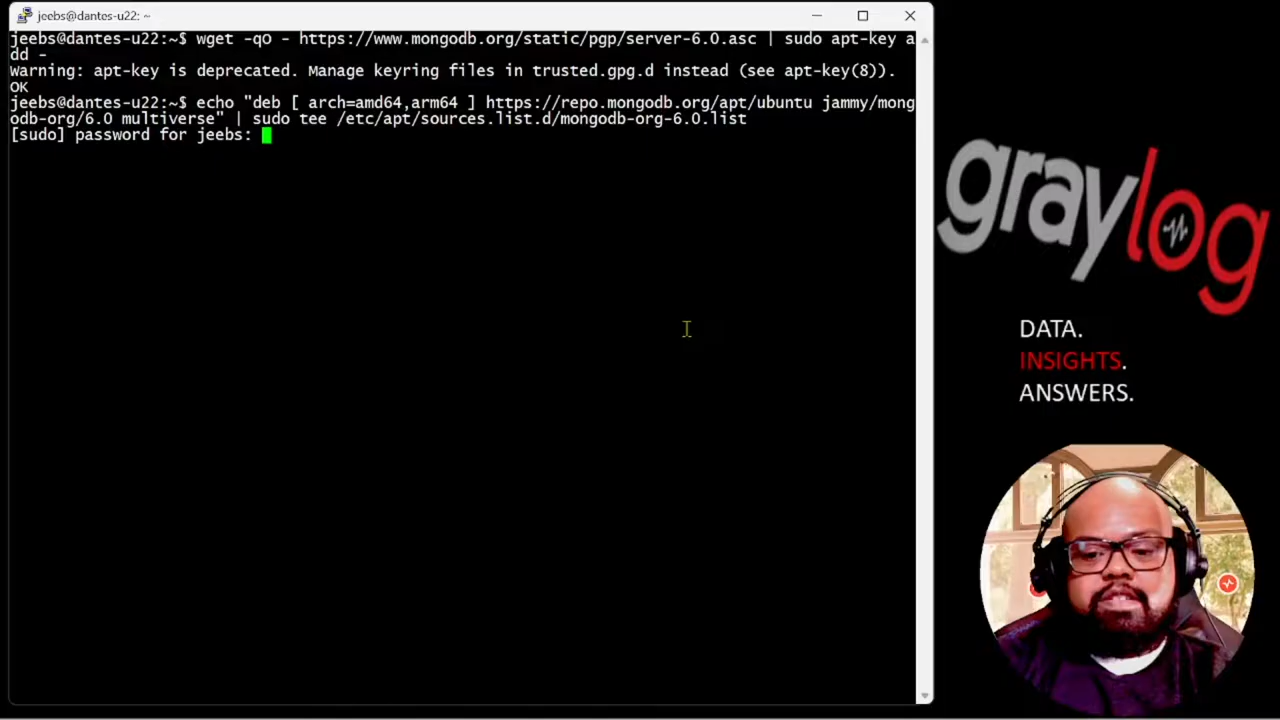 jeebs@dantes-u22: ~
jeebs@dantes-u22:~$ wget -qO - https://www.mongodb.org/static/pgp/server-6.0.asc | sudo apt-key a
dd -
Warning: apt-key is deprecated. Manage keyring files in trusted.gpg.d instead (see apt-key(8)).
OK
jeebs@dantes-u22:~$ echo "deb [ arch=amd64,arm64 ] https://repo.mongodb.org/apt/ubuntu jammy/mong
odb-org/6.0 multiverse" | sudo tee /etc/apt/sources.list.d/mongodb-org-6.0.list
[sudo] password for jeebs:
graylog
DATA.
INSIGHTS.
ANSWERS.